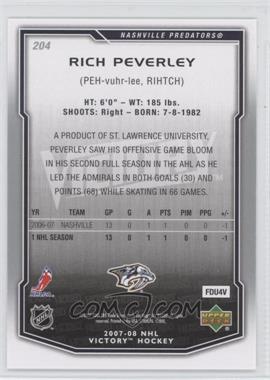 NASHVILLE PREDATORS®
204
RICH PEVERLEY
(PEH-vuhr-lee, RIHTCH)
HT: 6'0" – WT: 185 lbs.
SHOOTS: Right – BORN: 7-8-1982
A PRODUCT OF ST. LAWRENCE UNIVERSITY,
PEVERLEY SAW HIS OFFENSIVE GAME BLOOM
IN HIS SECOND FULL SEASON IN THE AHL AS HE
LED THE ADMIRALS IN BOTH GOALS (30) AND
POINTS (68) WHILE SKATING IN 66 GAMES.
YR TEAM GP G A PTS PIM PPG +/-
2006-07 NASHVILLE 13 0 1 1 0 0 -1
1 NHL SEASON 13 0 1 1 0 0 -1
NHLPA
FDU4V
NHL
2007-08 NHL
VICTORY™ HOCKEY
UPPER DECK